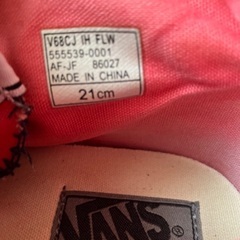 V68CJ IH FLW
555539-0001
AF-JF 86027
MADE IN CHINA
21cm
VANS